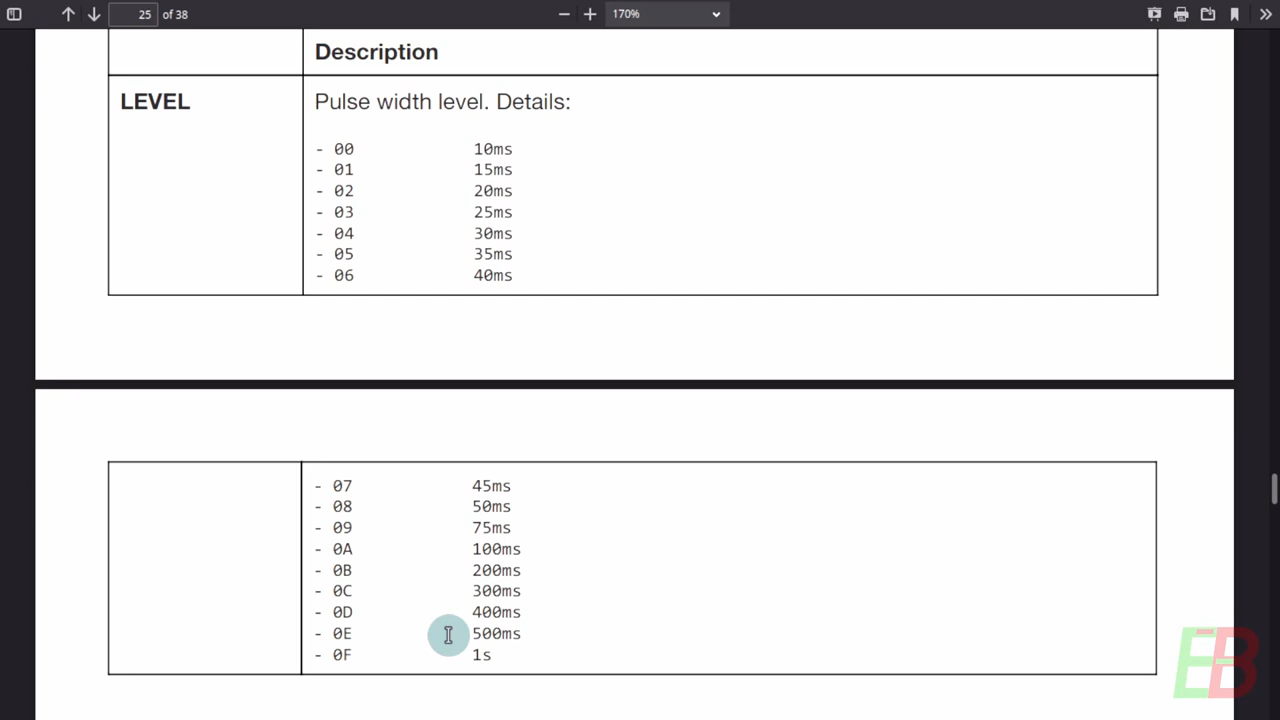 25 of 38
170%
Description
LEVEL Pulse width level. Details:
- 00 10ms
- 01 15ms
- 02 20ms
- 03 25ms
- 04 30ms
- 05 35ms
- 06 40ms
- 07 45ms
- 08 50ms
- 09 75ms
- 0A 100ms
- 0B 200ms
- 0C 300ms
- 0D 400ms
- 0E 500ms
- 0F 1s
EB